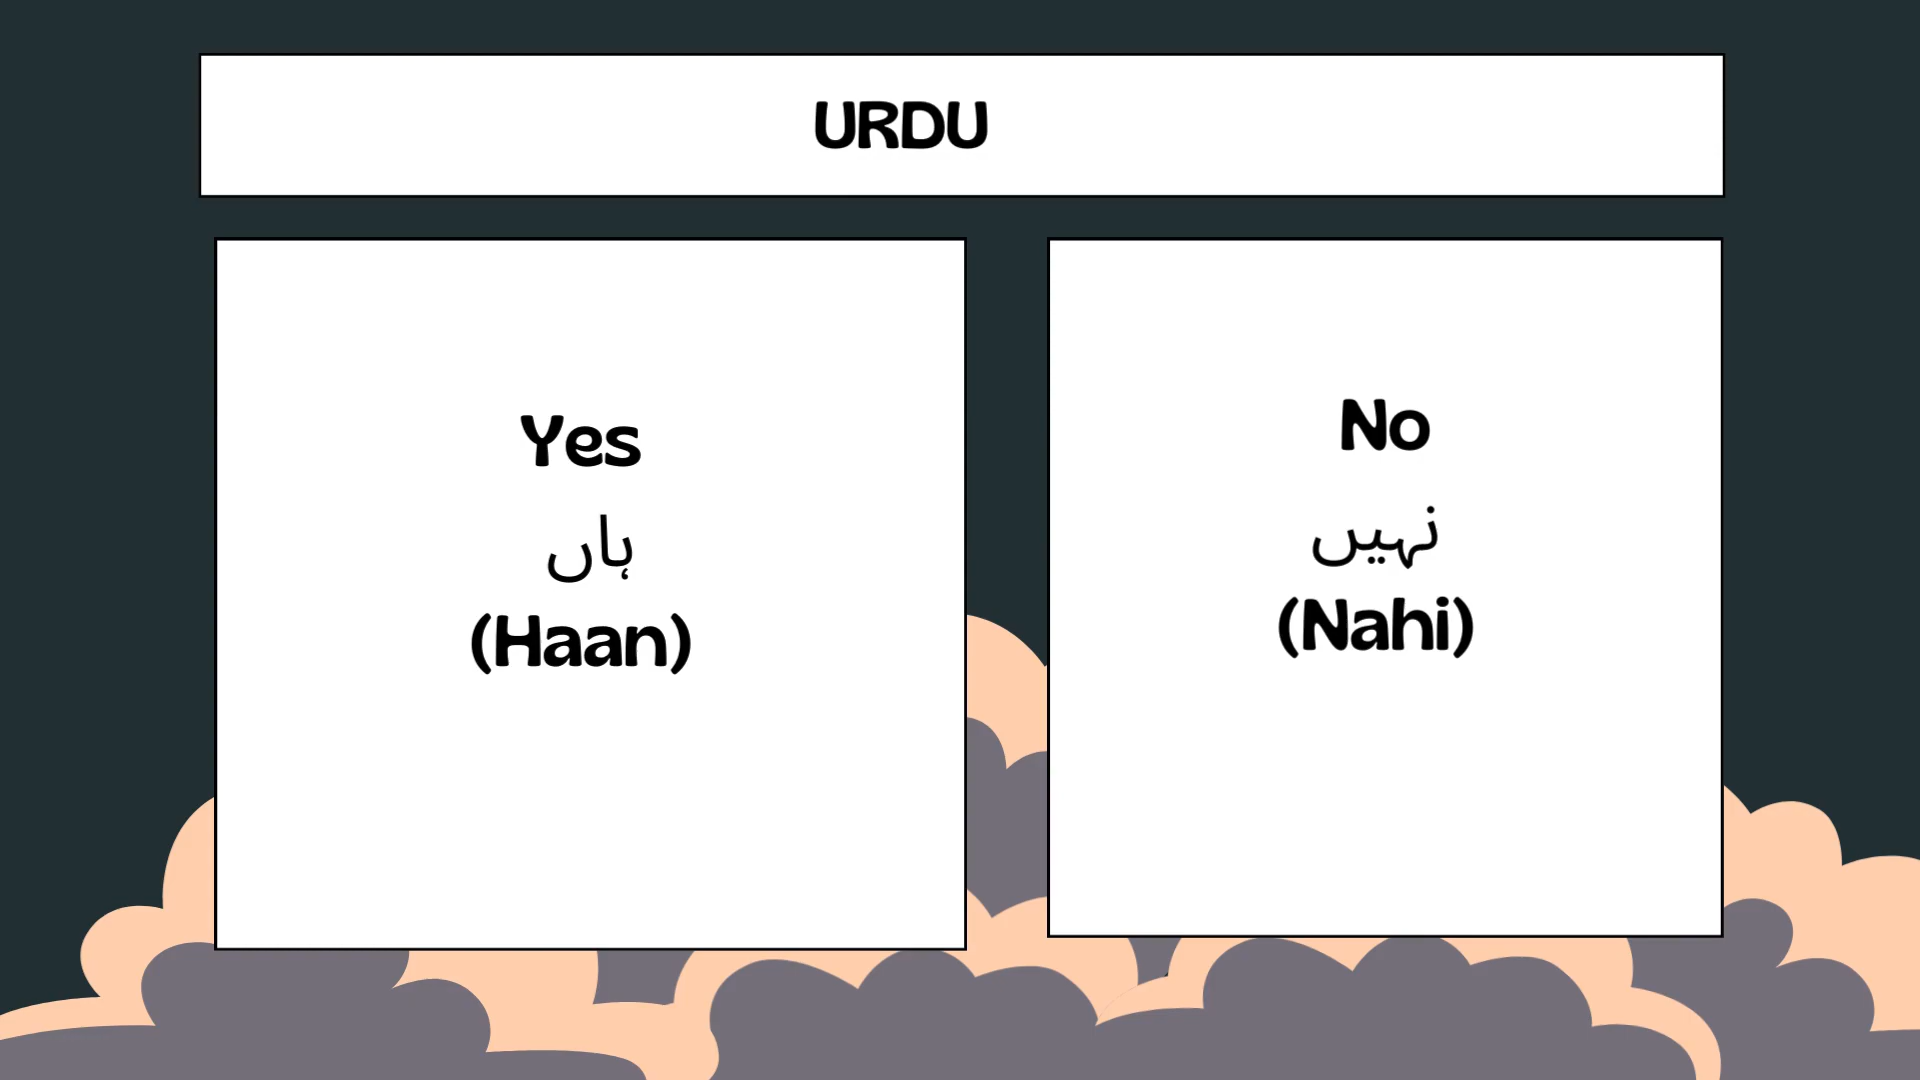 URDU
Yes
ہاں
(Haan)
No
نہیں
(Nahi)